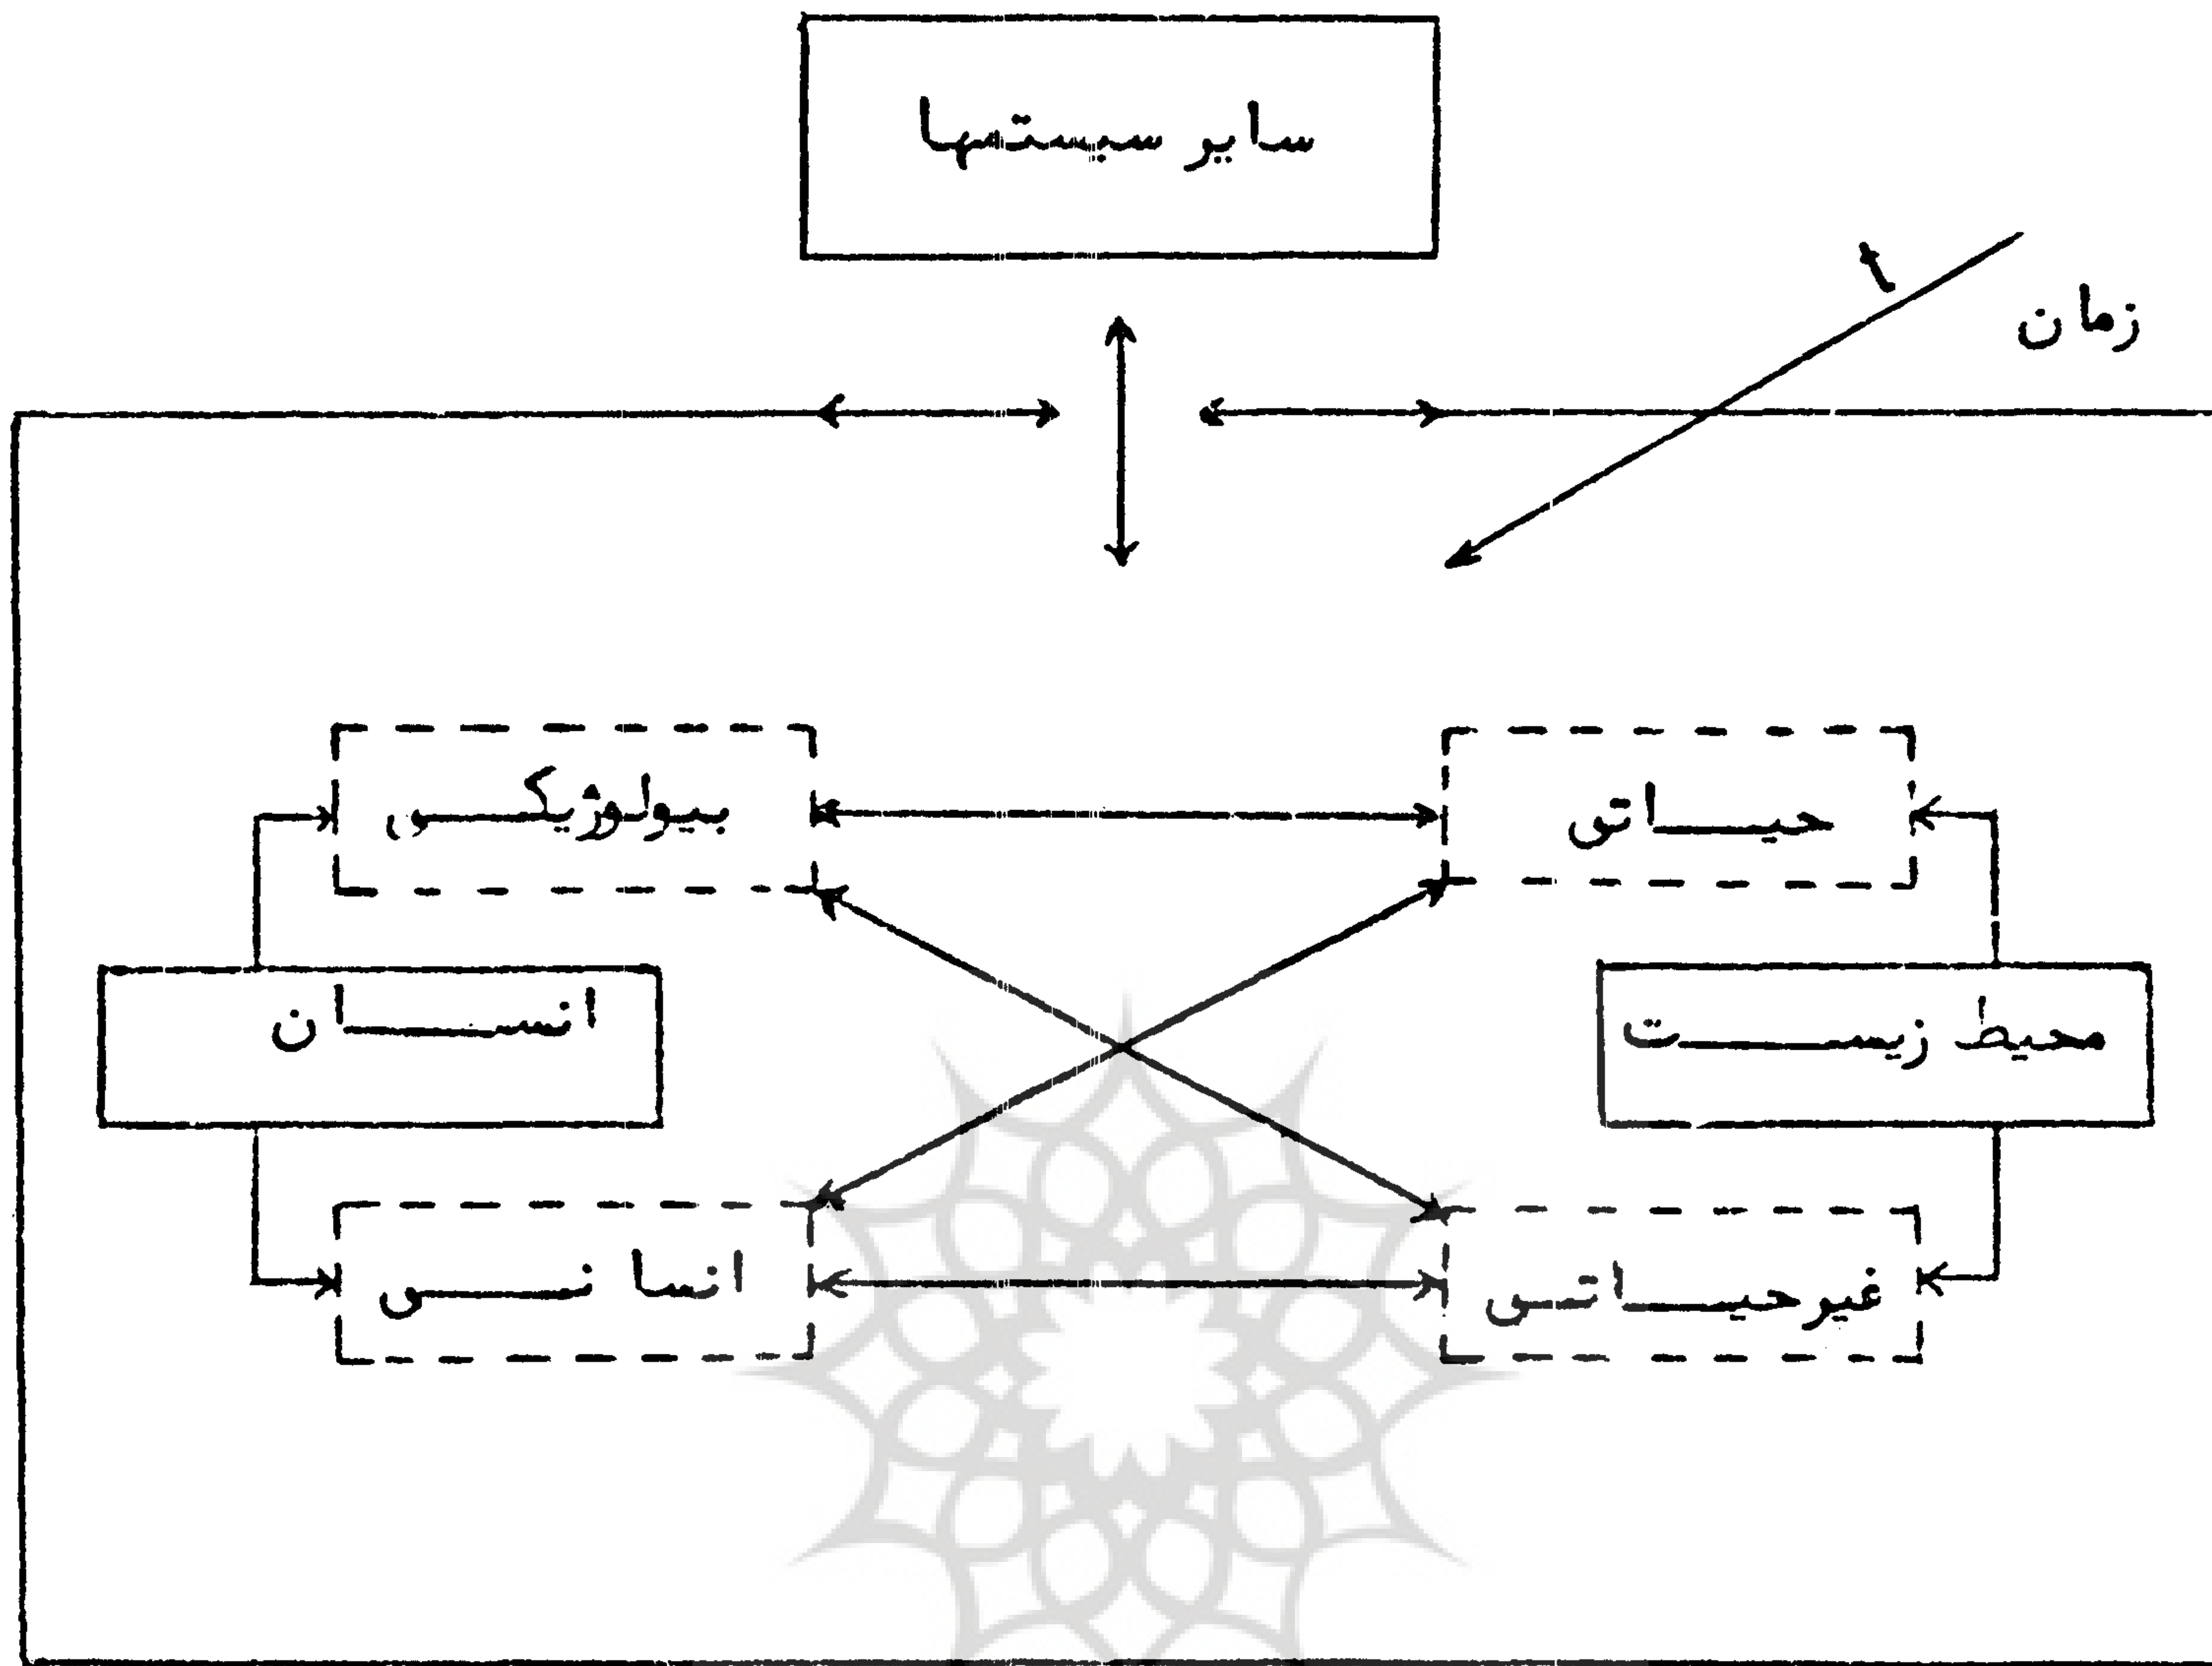 سایر سیستمها
t
زمان
حیاتی
بیولوژیکی
محیط زیست
انسان
غیرحیاتی
انسانی